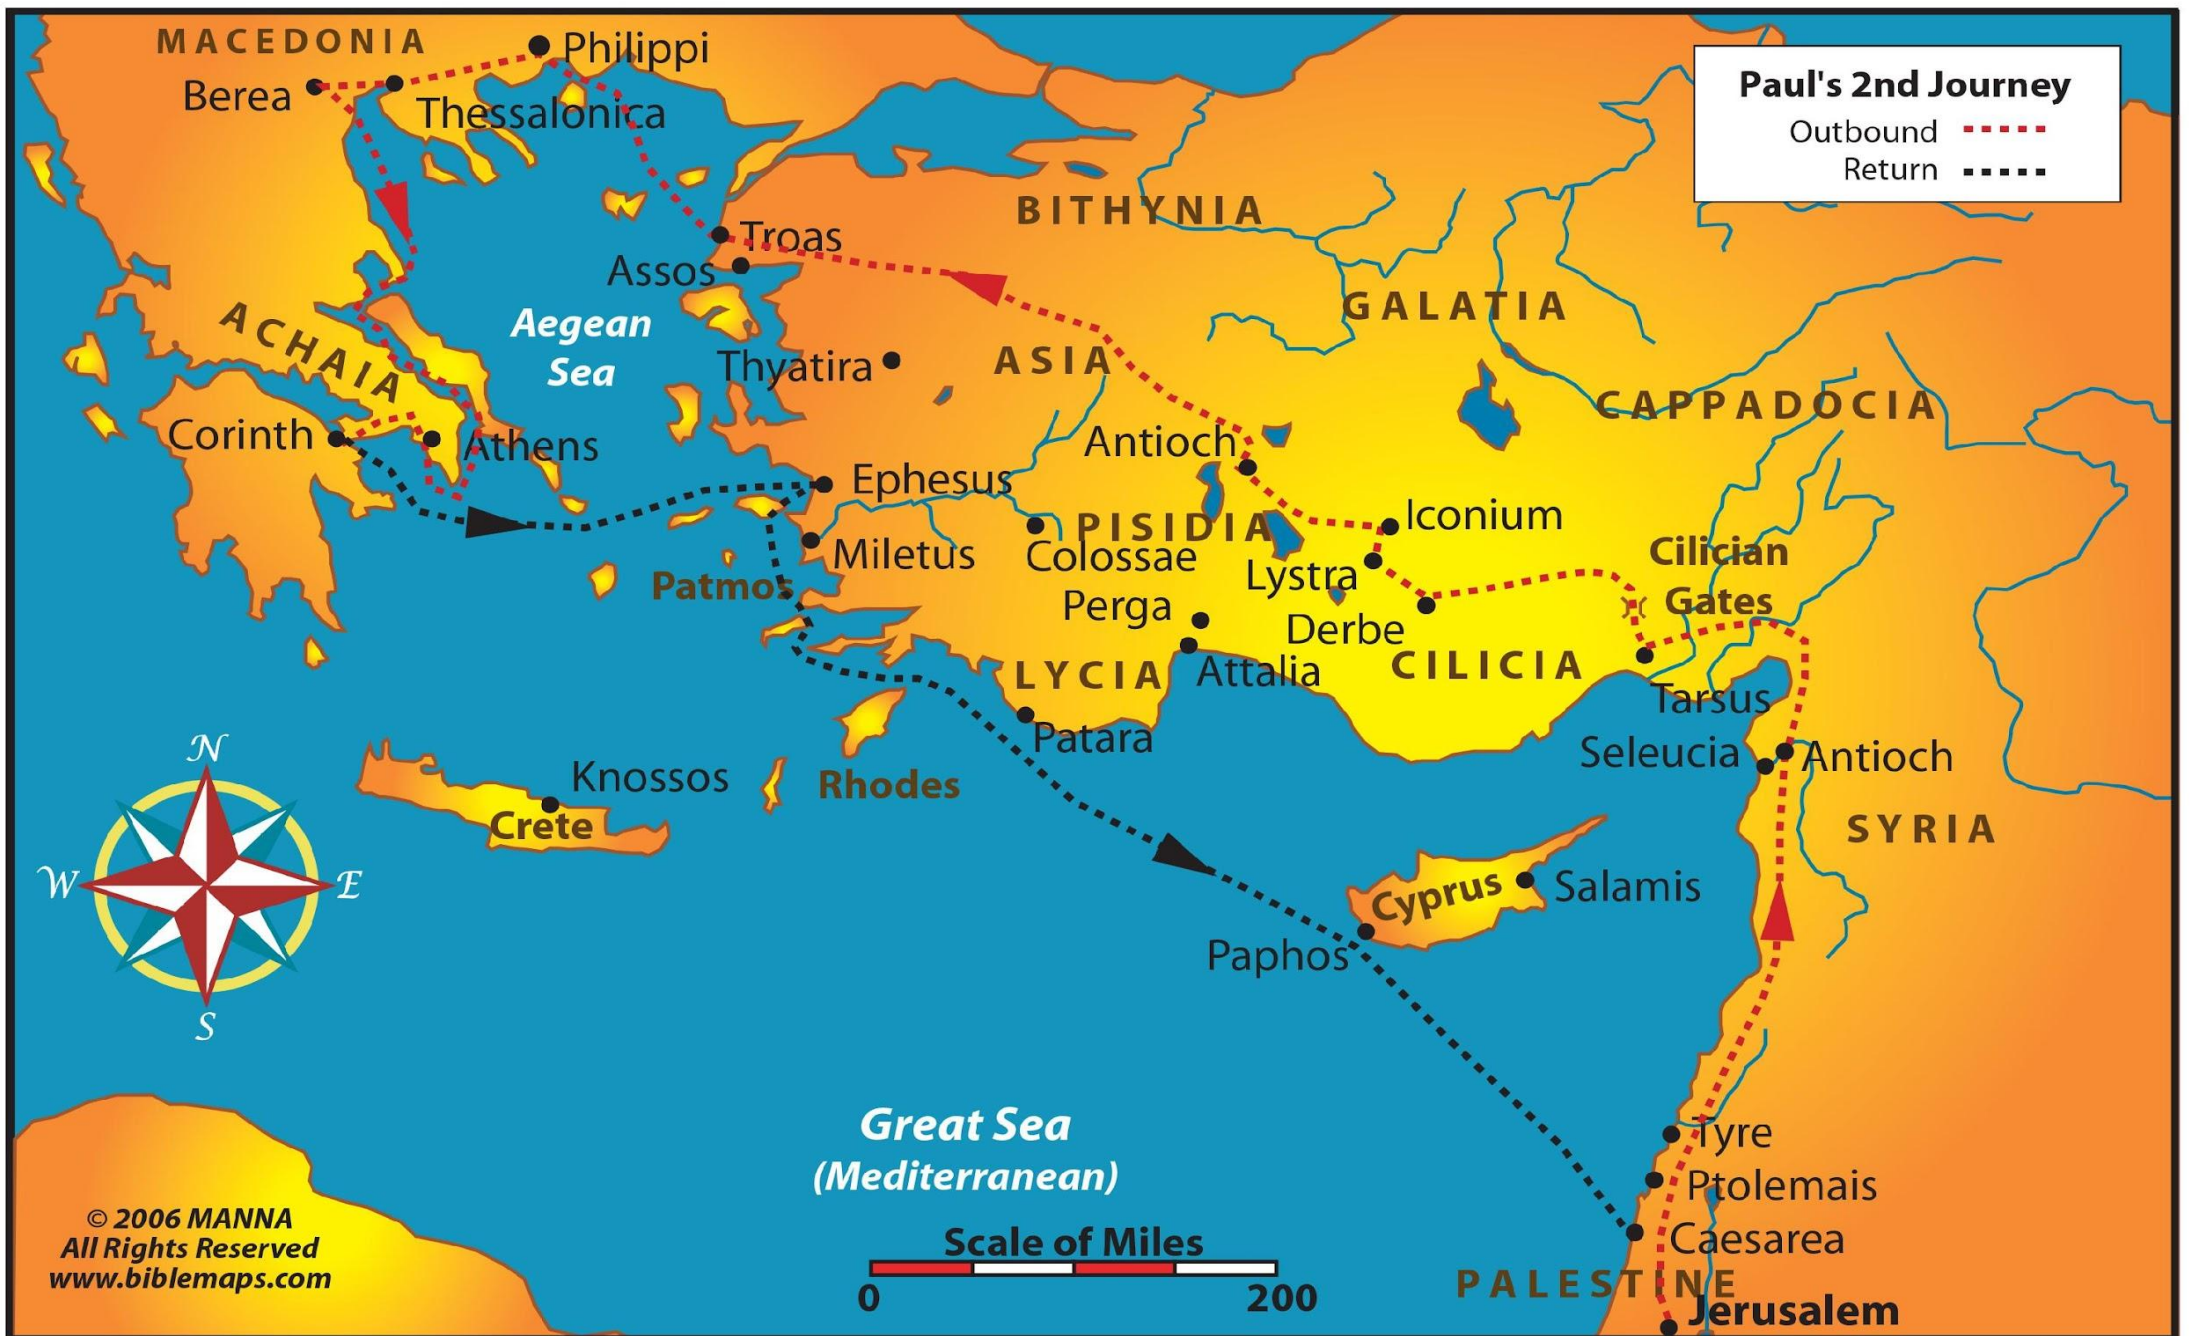 MACEDONIA
Philippi
Berea
Thessalonica
Paul's 2nd Journey
Outbound
Return
BITHYNIA
Troas
Assos
GALATIA
ACHAIA
Aegean
Sea
Thyatira
ASIA
CAPPADOCIA
Corinth
Athens
Antioch
Ephesus
Iconium
PISIDIA
Miletus
Colossae
Cilician
Gates
Patmos
Lystra
Perga
Derbe
LYCIA
Attalia
CILICIA
Tarsus
Patara
Seleucia
Antioch
N
Knossos
Rhodes
Crete
SYRIA
W
E
Cyprus
Salamis
Paphos
S
Great Sea
(Mediterranean)
Tyre
Ptolemais
Caesarea
© 2006 MANNA
All Rights Reserved
www.biblemaps.com
Scale of Miles
0
200
PALESTINE
Jerusalem